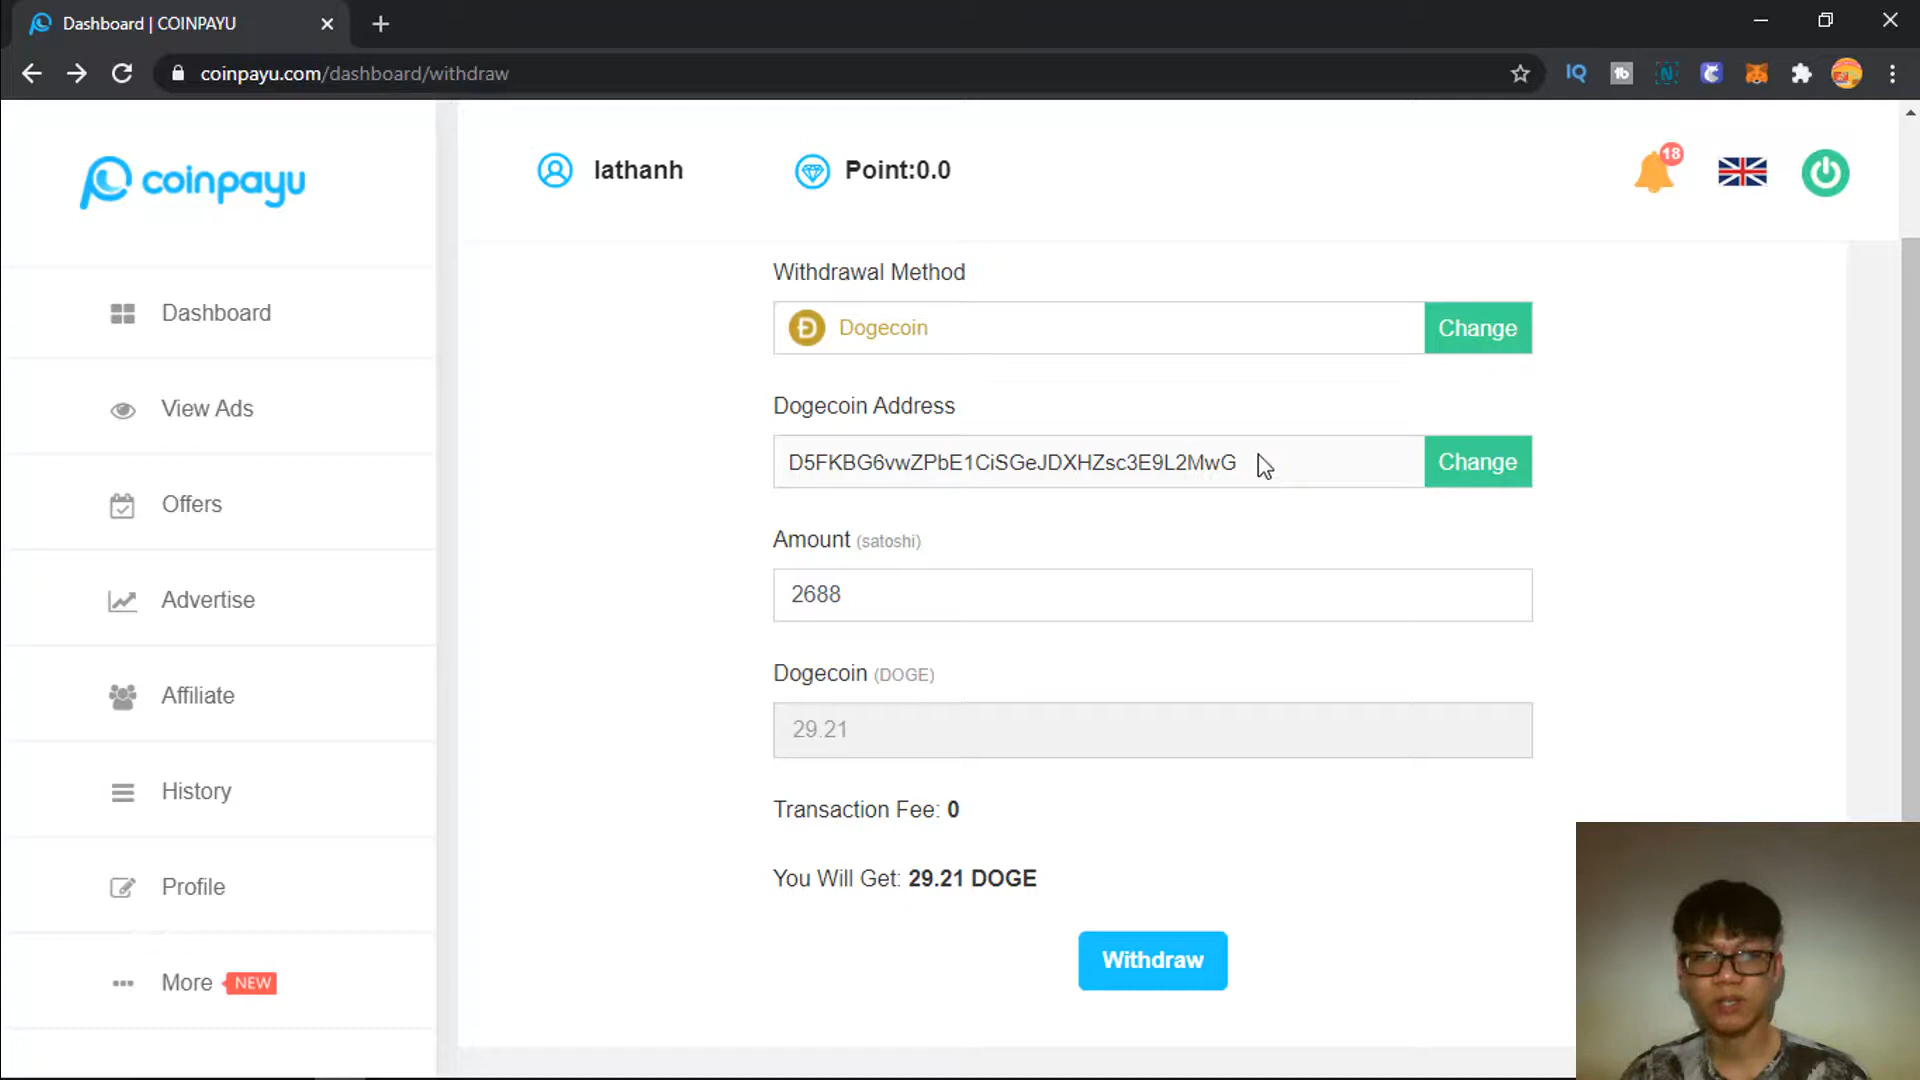 Dashboard | COINPAYU
coinpayu.com/dashboard/withdraw
IQ
tb
N
coinpayu
lathanh
Point:0.0
18
Dashboard
View Ads
Offers
Advertise
Affiliate
History
Profile
More NEW
Withdrawal Method
Dogecoin
Change
Dogecoin Address
D5FKBG6vwZPbE1CiSGeJDXHZsc3E9L2MwG
Change
Amount (satoshi)
2688
Dogecoin (DOGE)
29.21
Transaction Fee: 0
You Will Get: 29.21 DOGE
Withdraw